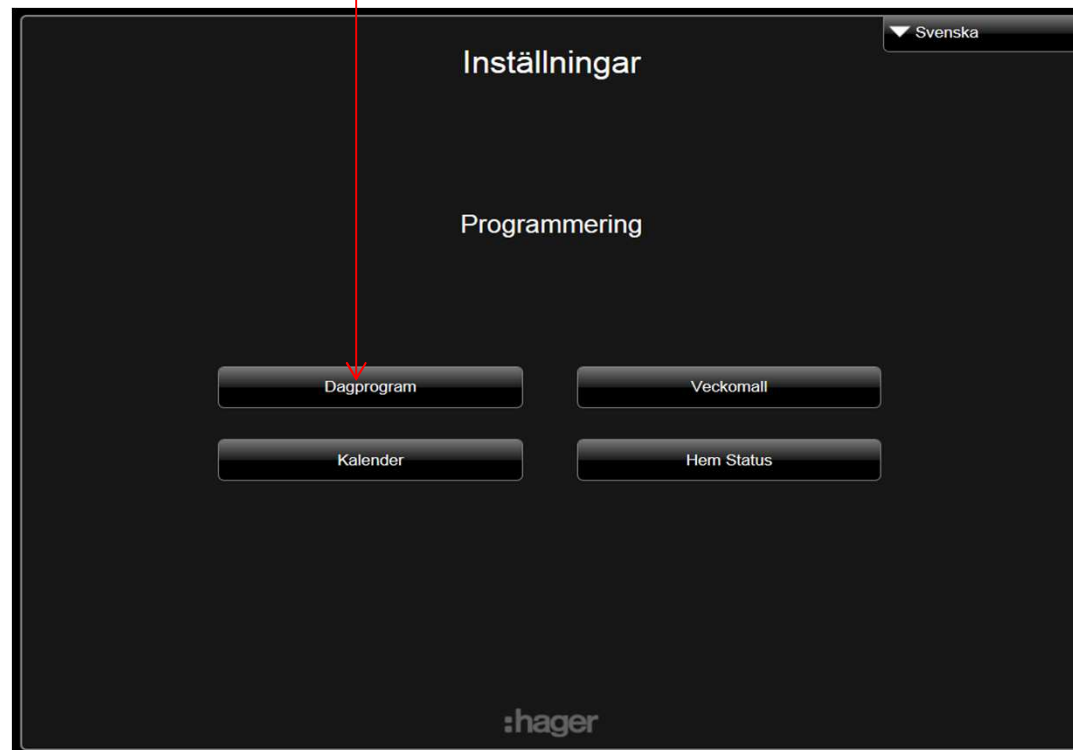 Svenska
Inställningar
Programmering
Dagprogram
Veckomall
Kalender
Hem Status
:hager